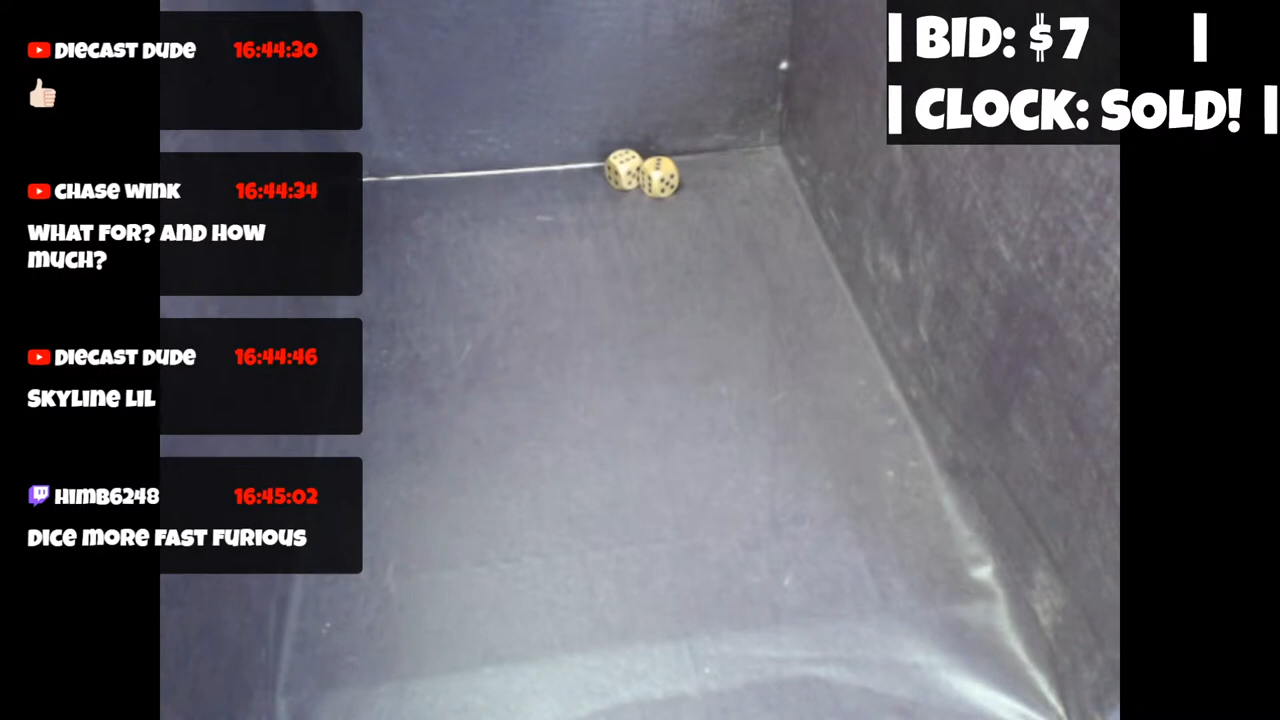 Diecast Dude 16:44:30
👍🏻
Chase Wink 16:44:34
What for? And how
much?
Diecast Dude 16:44:46
Skyline lil
himb6248 16:45:02
Dice more fast furious
| BID: $7 |
| CLOCK: SOLD! |